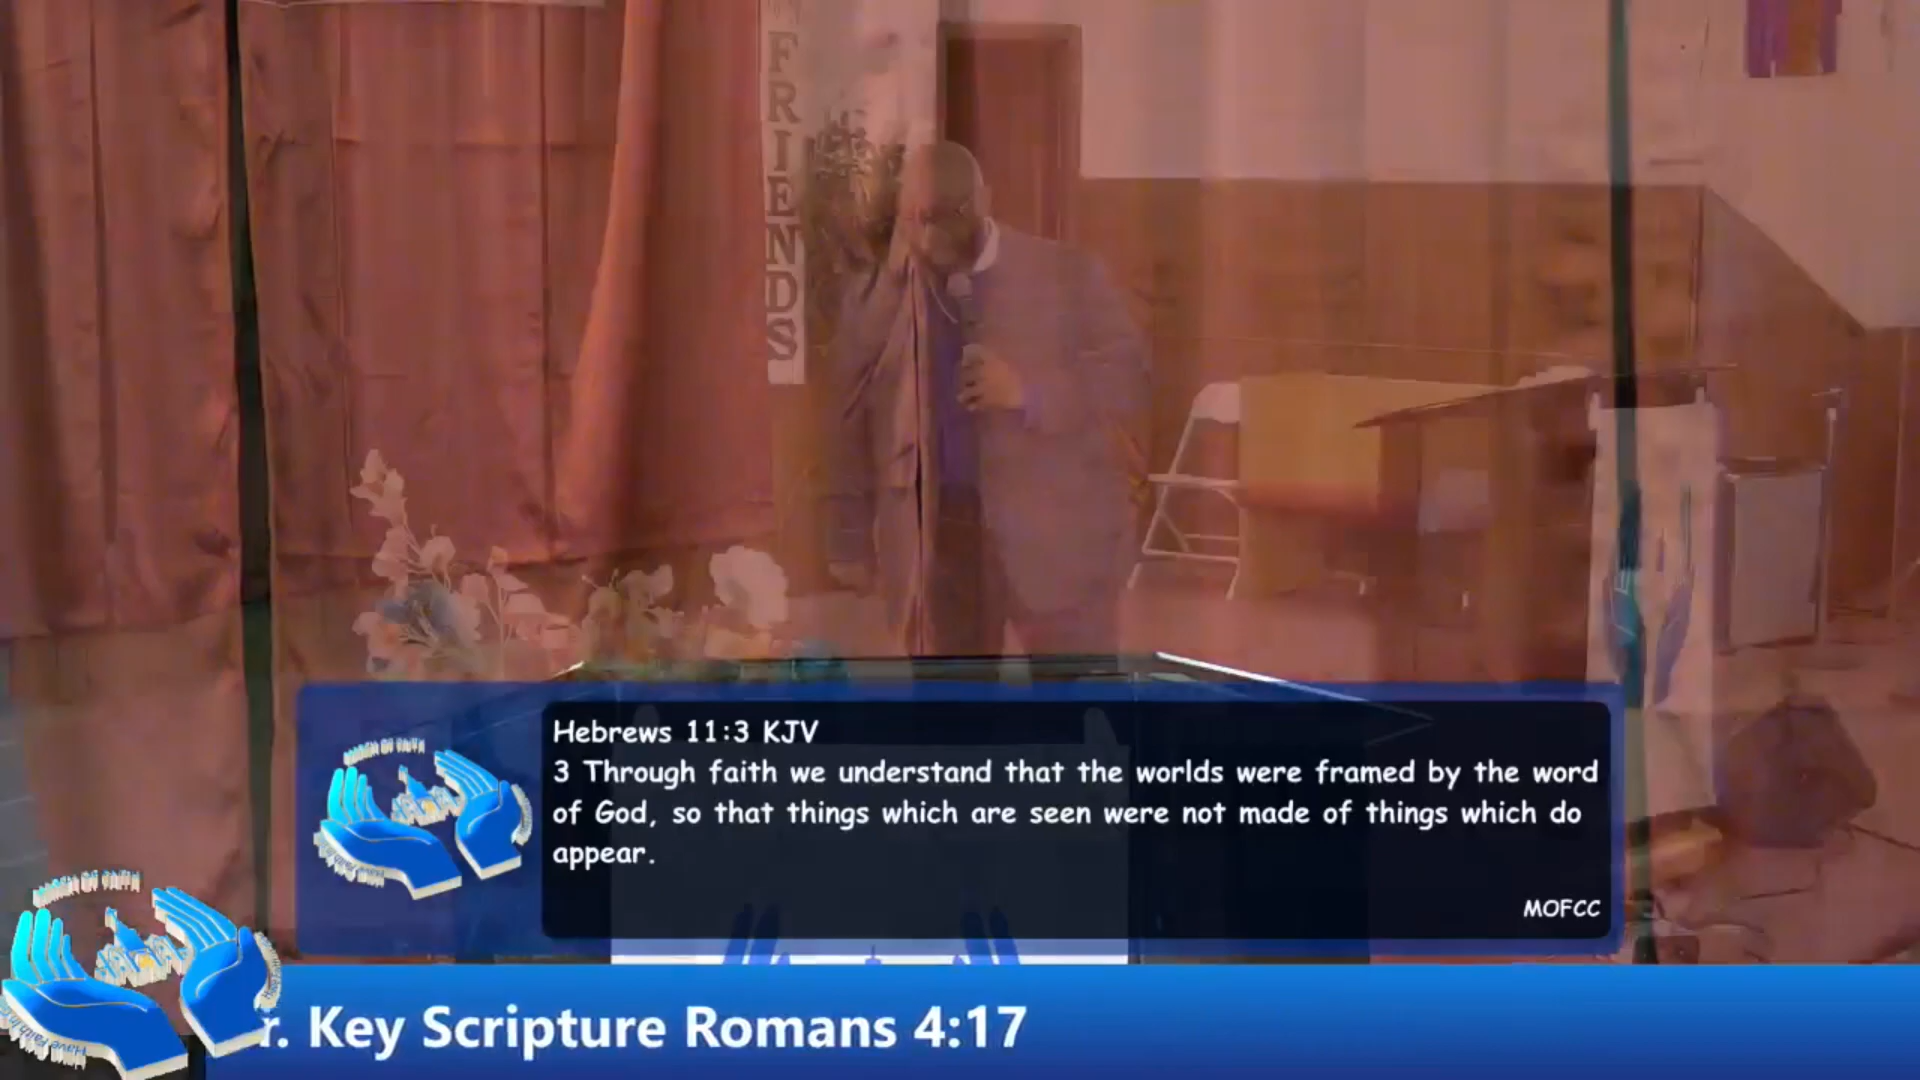 FRIENDS
Hebrews 11:3 KJV
3 Through faith we understand that the worlds were framed by the word
of God, so that things which are seen were not made of things which do
appear.
MOFCC
r. Key Scripture Romans 4:17